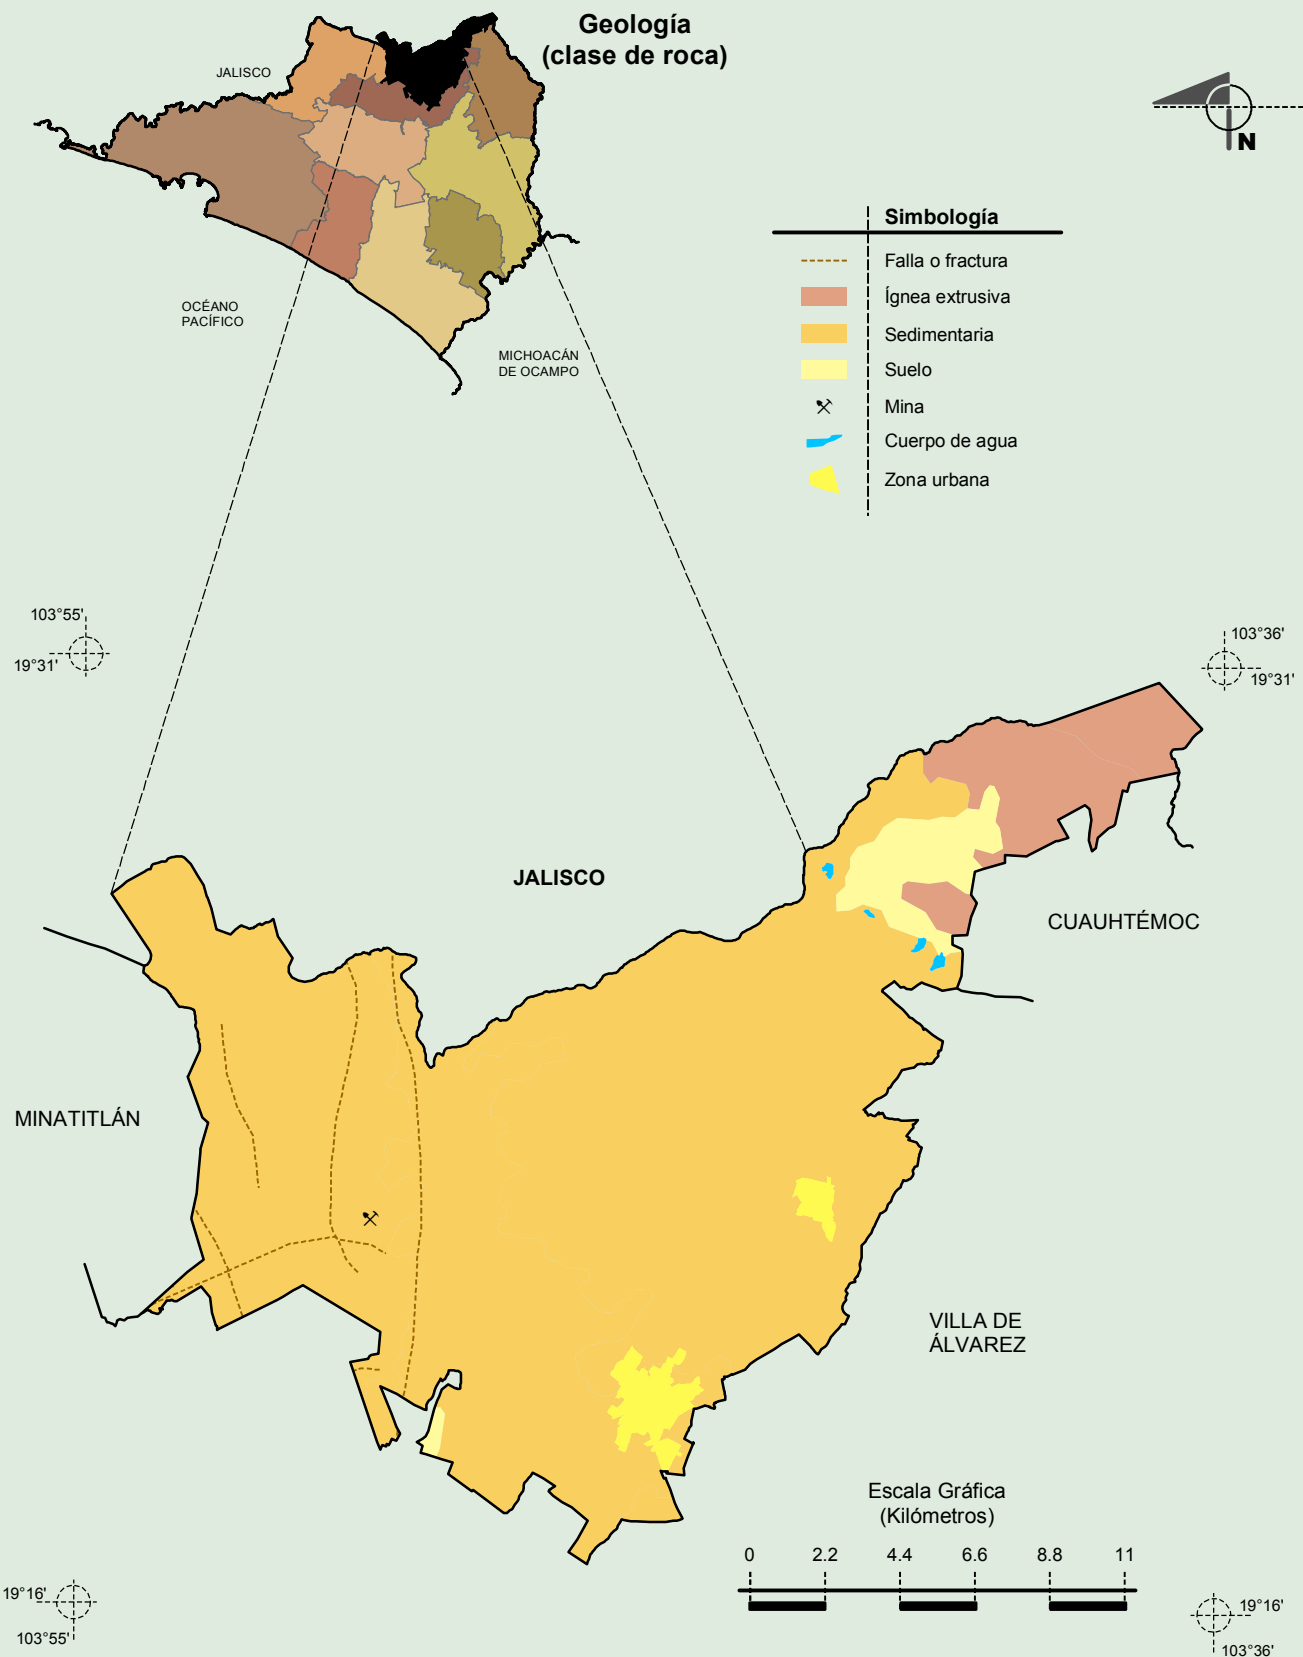 Geología
(clase de roca)
JALISCO
N
OCÉANO
PACÍFICO
MICHOACÁN
DE OCAMPO
Simbología
Falla o fractura
Ígnea extrusiva
Sedimentaria
Suelo
Mina
Cuerpo de agua
Zona urbana
103°55'
19°31'
103°36'
19°31'
JALISCO
CUAUHTÉMOC
MINATITLÁN
VILLA DE
ÁLVAREZ
Escala Gráfica
(Kilómetros)
0 2.2 4.4 6.6 8.8 11
19°16'
103°55'
19°16'
103°36'